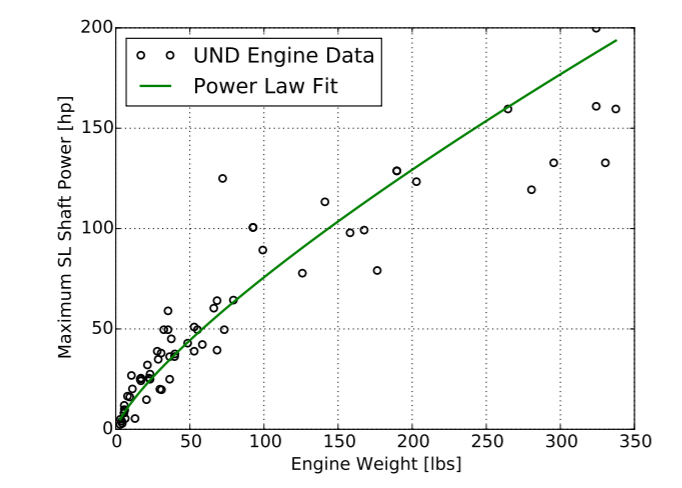 200
UND Engine Data
Power Law Fit
150
100
50
0
Maximum SL Shaft Power [hp]
0 50 100 150 200 250 300 350
Engine Weight [lbs]